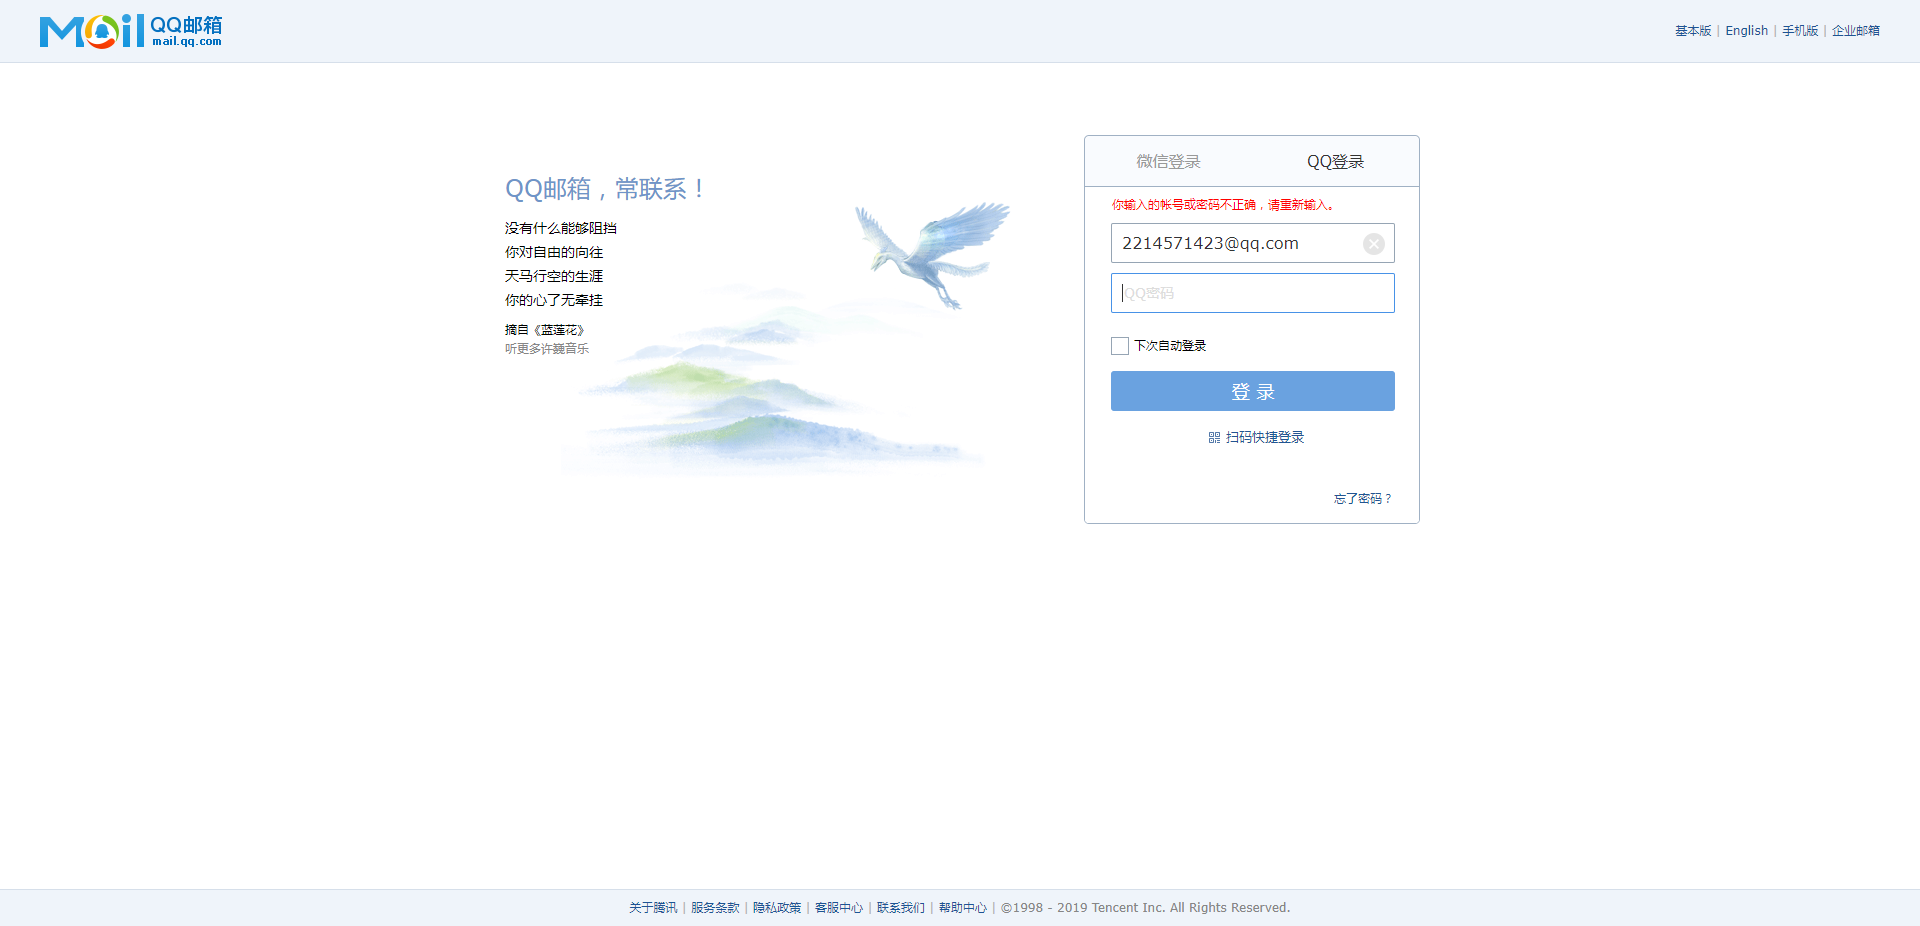 Mail QQ邮箱
mail.qq.com
基本版 | English | 手机版 | 企业邮箱
QQ邮箱，常联系！
没有什么能够阻挡
你对自由的向往
天马行空的生涯
你的心了无牵挂
摘自《蓝莲花》
听更多许巍音乐
微信登录 QQ登录
你输入的帐号或密码不正确，请重新输入。
2214571423@qq.com
QQ密码
下次自动登录
登 录
扫码快捷登录
忘了密码？
关于腾讯 | 服务条款 | 隐私政策 | 客服中心 | 联系我们 | 帮助中心 | ©1998 - 2019 Tencent Inc. All Rights Reserved.